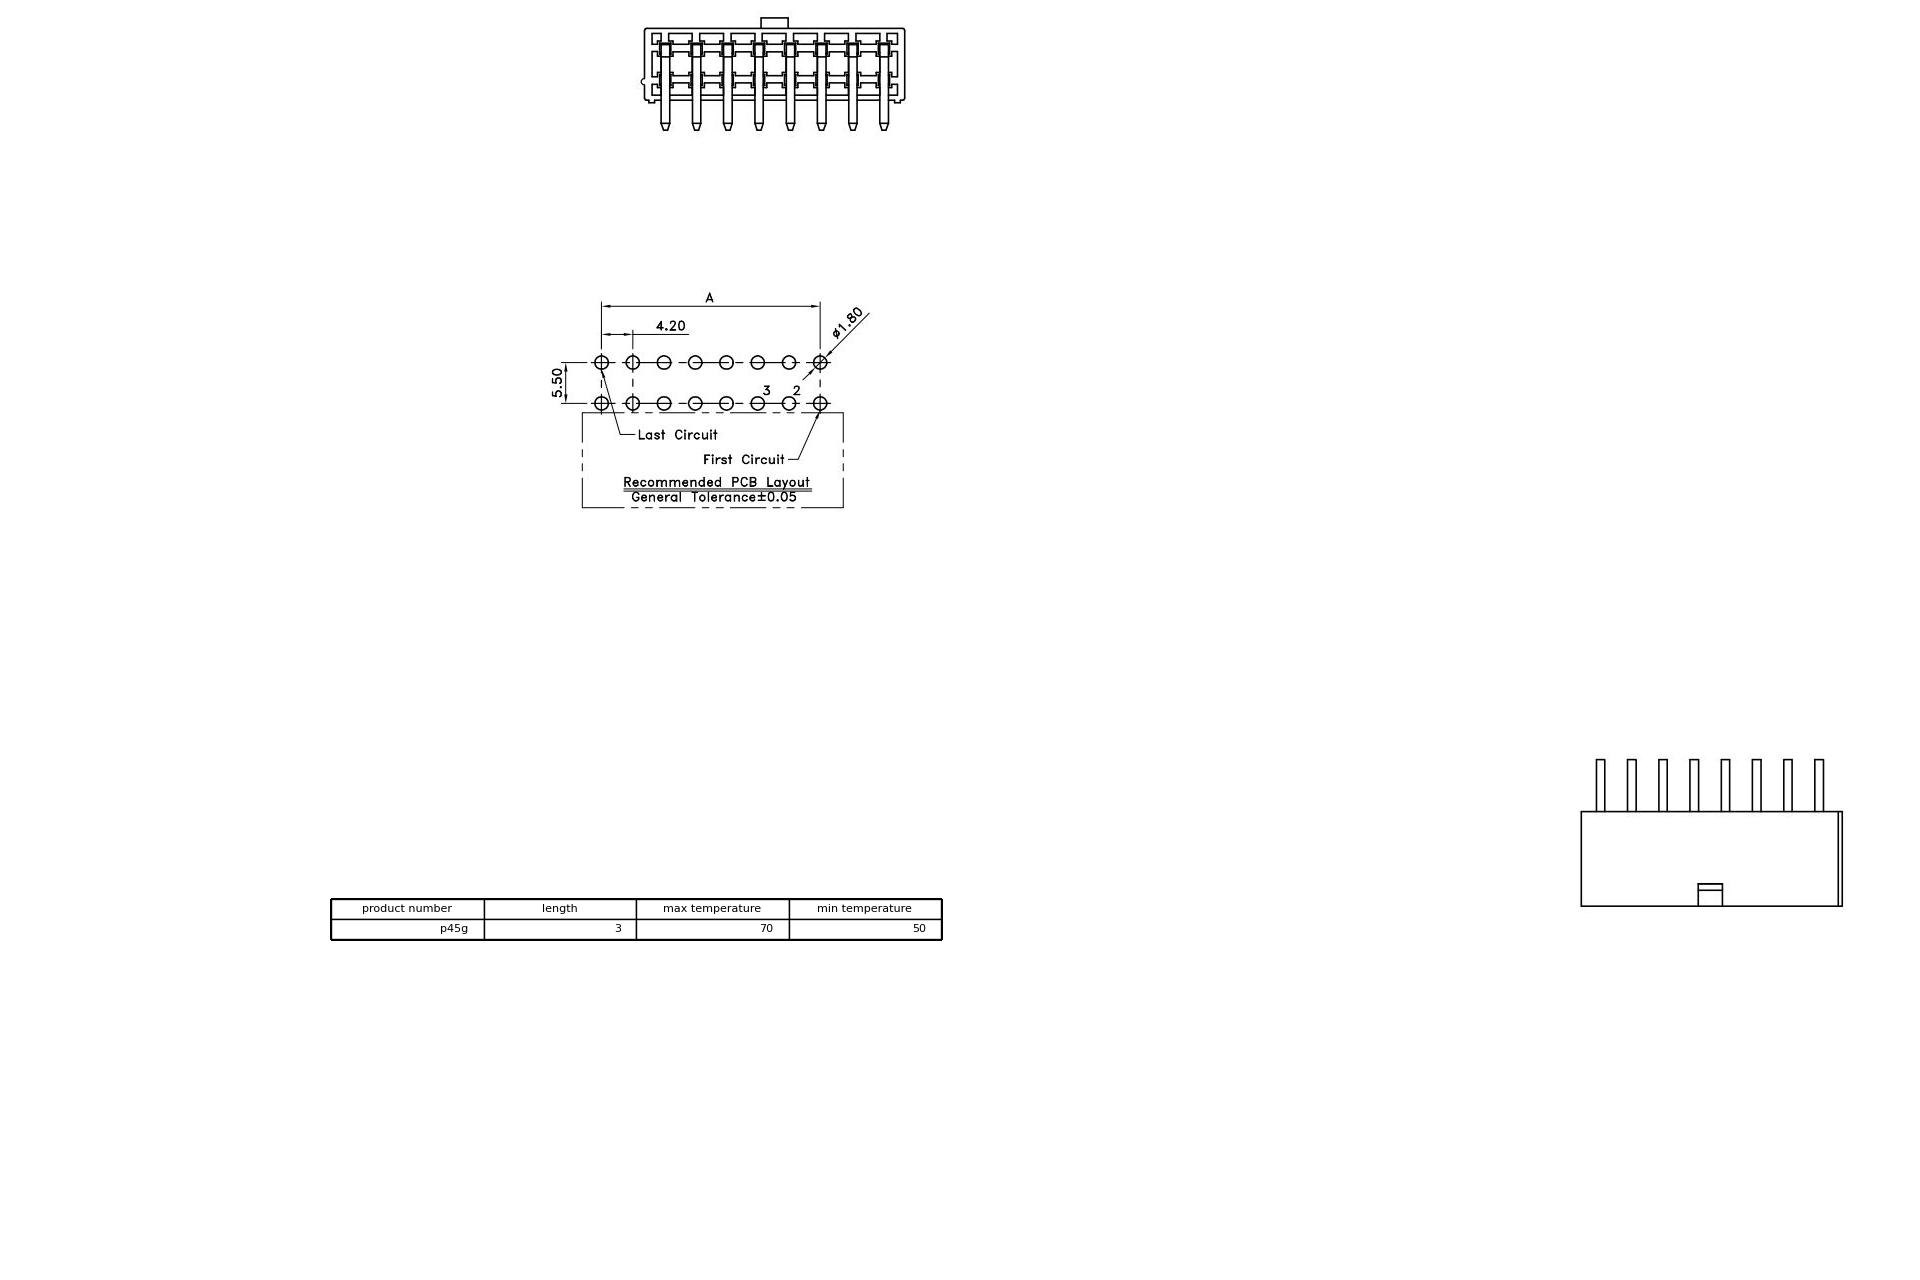 A
4.20
ø1.80
5.50
3 2
Last Circuit
First Circuit
Recommended PCB Layout
General Tolerance±0.05
product number length max temperature min temperature
p45g 3 70 50